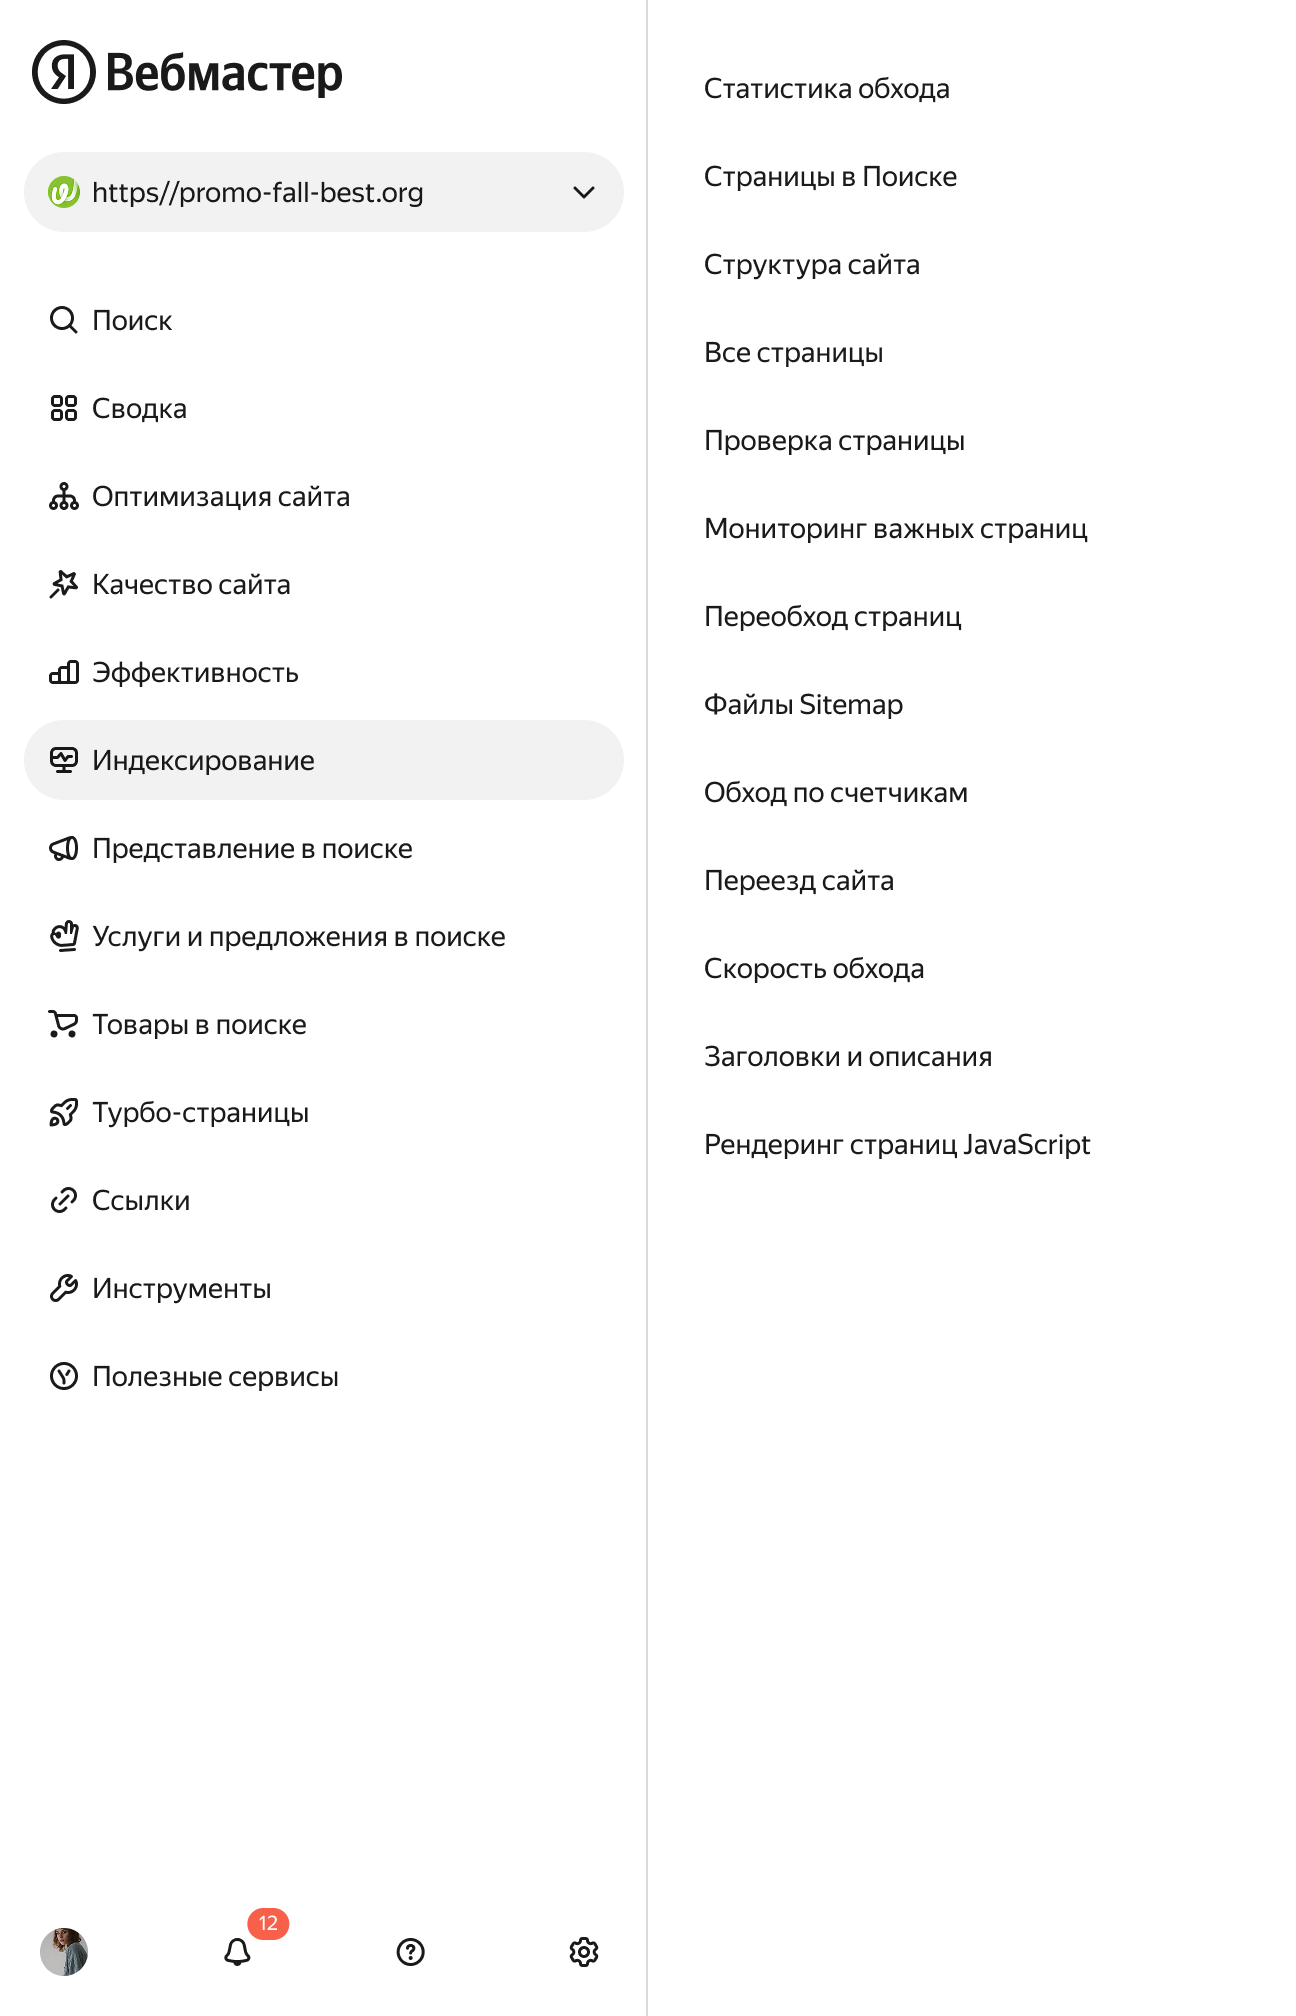 Я Вебмастер
https//promo-fall-best.org
Поиск
Сводка
Оптимизация сайта
Качество сайта
Эффективность
Индексирование
Представление в поиске
Услуги и предложения в поиске
Товары в поиске
Турбо-страницы
Ссылки
Инструменты
Полезные сервисы
12
Статистика обхода
Страницы в Поиске
Структура сайта
Все страницы
Проверка страницы
Мониторинг важных страниц
Переобход страниц
Файлы Sitemap
Обход по счетчикам
Переезд сайта
Скорость обхода
Заголовки и описания
Рендеринг страниц JavaScript